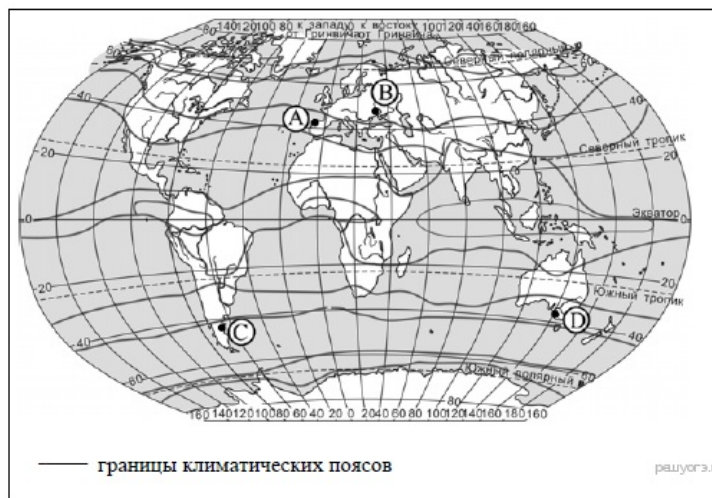 140 120 100 80 к западу к востоку 100 120 140 160
от Гринвича от Гринвича
80
Северный полярный
60
B
40
A
40
Северный тропик
20
20
Экватор
0
0
20
20
Южный тропик
C
D
40
40
60
Южный полярный
60
80
160 140 120 100 80 60 40 20 0 20 40 60 80 100 120 140 160 180 160
границы климатических поясов
решуогэ.